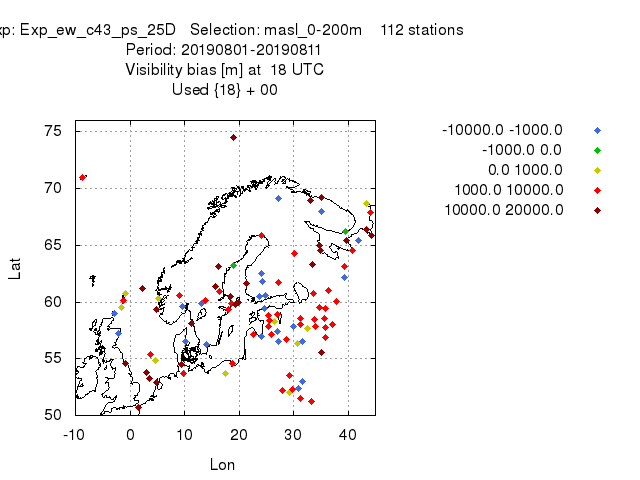 xp: Exp_ew_c43_ps_25D Selection: masl_0-200m 112 stations
Period: 20190801-20190811
Visibility bias [m] at 18 UTC
Used {18} + 00
-10000.0 -1000.0
-1000.0 0.0
0.0 1000.0
1000.0 10000.0
10000.0 20000.0
75
70
65
60
55
50
Lat
-10 0 10 20 30 40
Lon